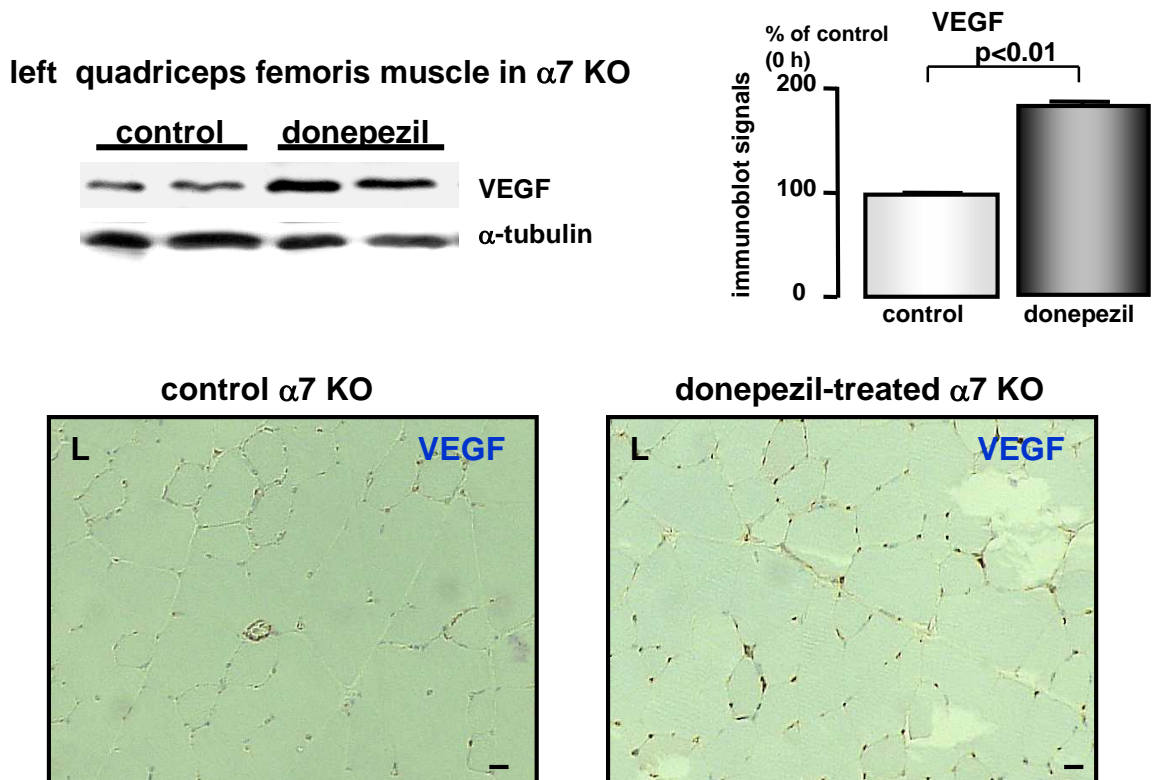 left quadriceps femoris muscle in α7 KO
control donepezil
VEGF
α-tubulin
VEGF
% of control
(0 h)
p<0.01
200
100
0
immunoblot signals
control donepezil
control α7 KO
L VEGF
donepezil-treated α7 KO
L VEGF